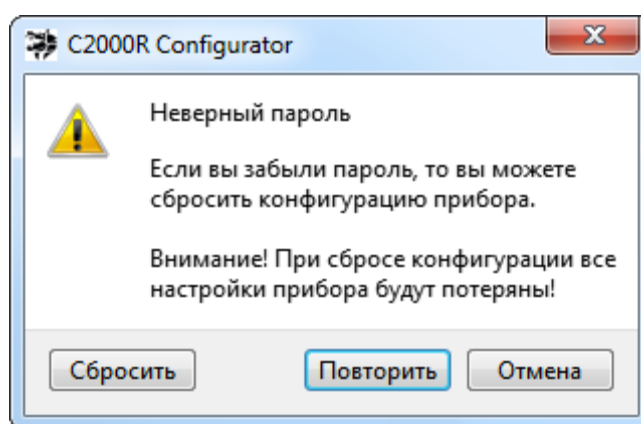 C2000R Configurator
Неверный пароль
Если вы забыли пароль, то вы можете
сбросить конфигурацию прибора.
Внимание! При сбросе конфигурации все
настройки прибора будут потеряны!
Сбросить Повторить Отмена